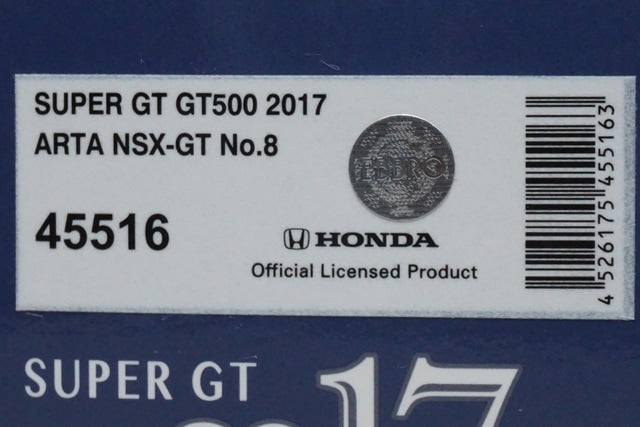 SUPER GT GT500 2017
ARTA NSX-GT No.8
EBBRO
45516
HONDA
Official Licensed Product
4 526175 455163
SUPER GT
17